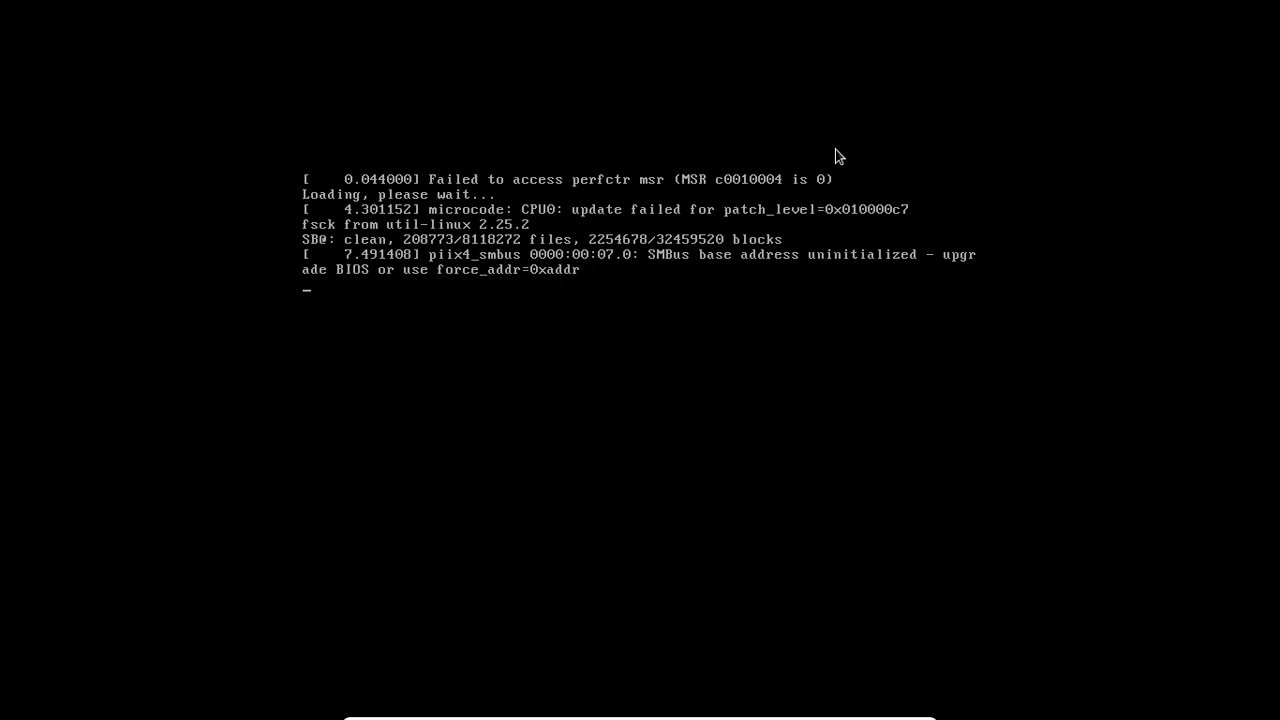 [    0.044000] Failed to access perfctr msr (MSR c0010004 is 0)
Loading, please wait...
[    4.301152] microcode: CPU0: update failed for patch_level=0x010000c7
fsck from util-linux 2.25.2
SB@: clean, 208773/8118272 files, 2254678/32459520 blocks
[    7.491408] piix4_smbus 0000:00:07.0: SMBus base address uninitialized - upgr
ade BIOS or use force_addr=0xaddr
_